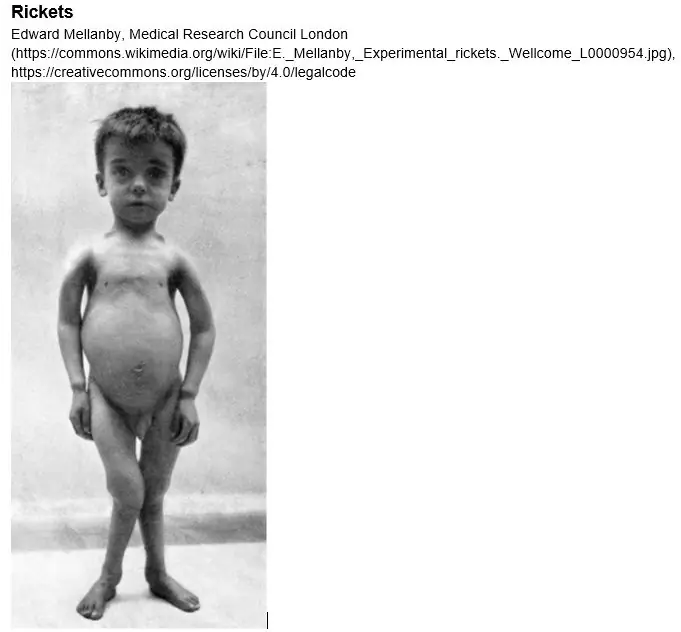 Rickets
Edward Mellanby, Medical Research Council London
(https://commons.wikimedia.org/wiki/File:E._Mellanby,_Experimental_rickets._Wellcome_L0000954.jpg),
https://creativecommons.org/licenses/by/4.0/legalcode